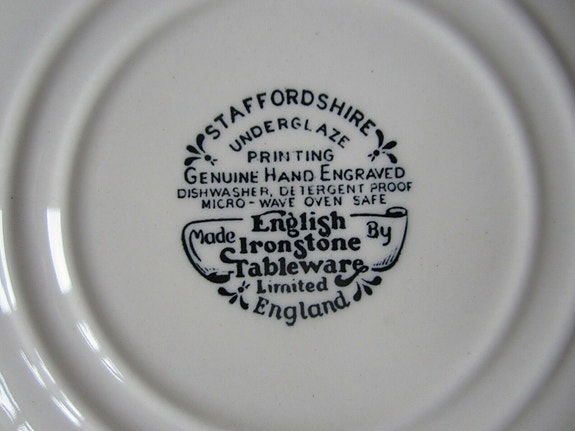 STAFFORDSHIRE
UNDERGLAZE
PRINTING
GENUINE HAND ENGRAVED
DISHWASHER, DETERGENT PROOF
MICRO-WAVE OVEN SAFE
Made English By
Ironstone
Tableware
Limited
England